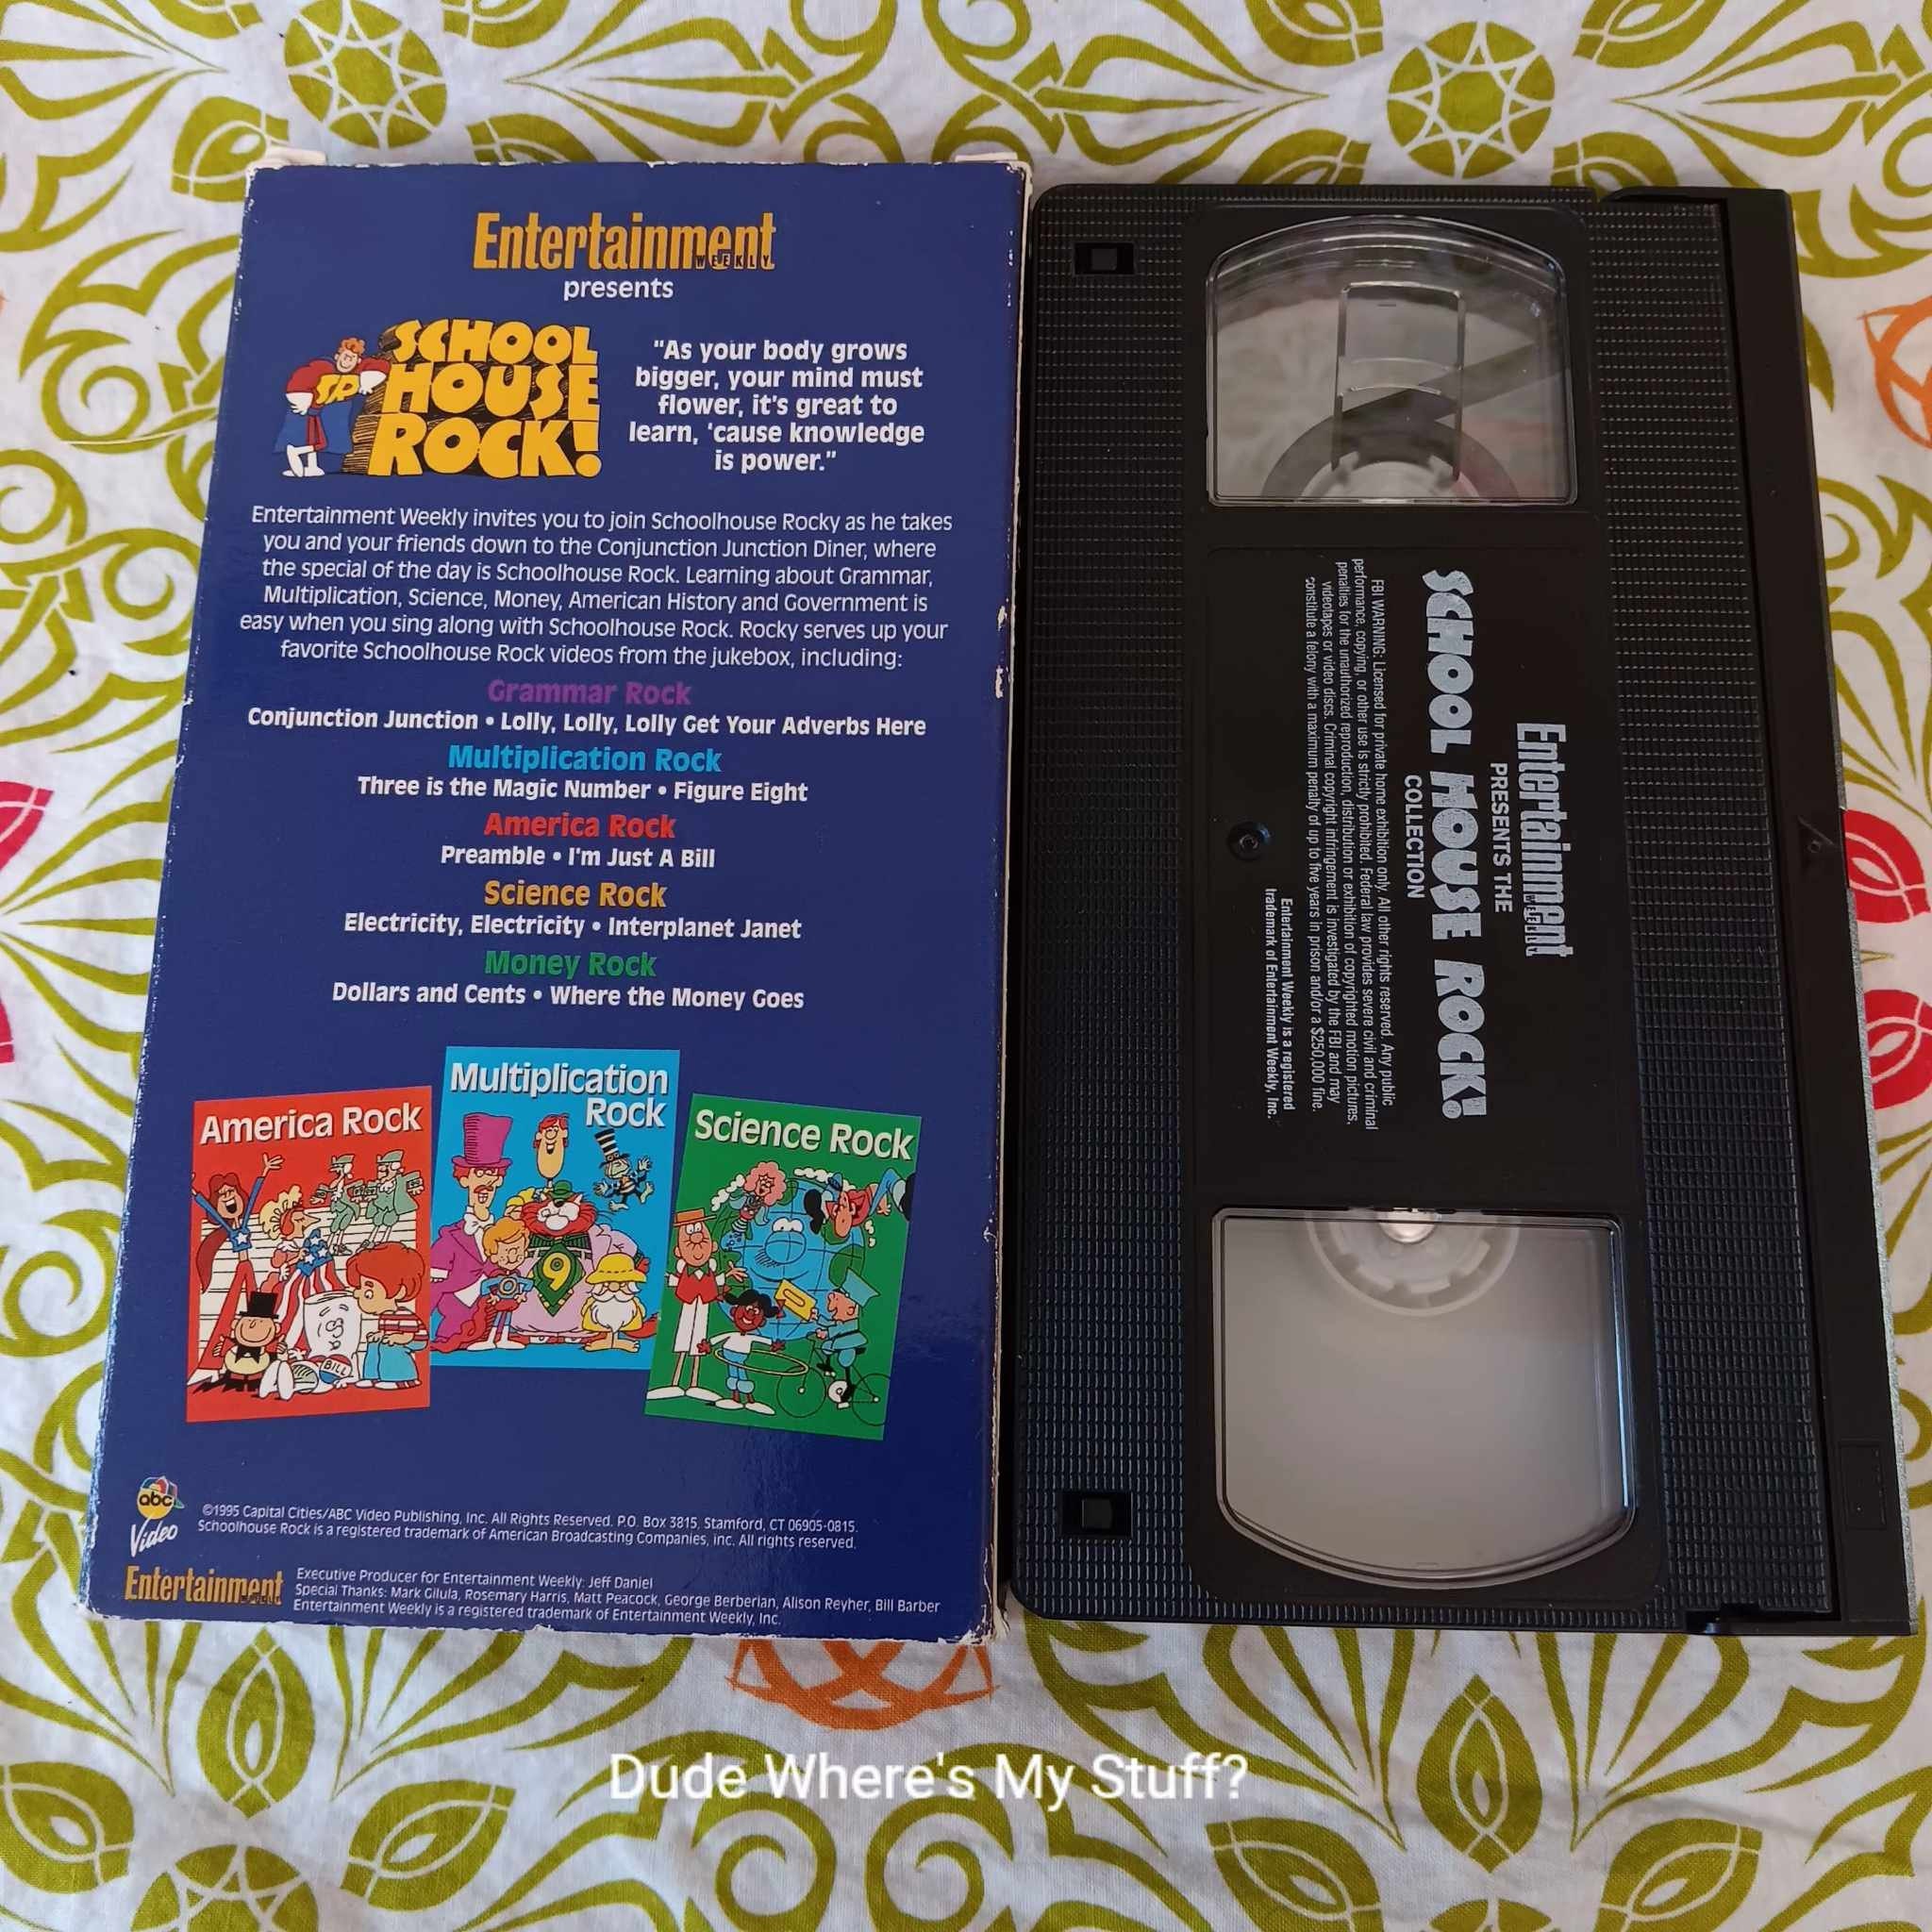 Entertainment
WEEKLY
presents
SR
SCHOOL
HOUSE
ROCK!
"As your body grows
bigger, your mind must
flower, it's great to
learn, ‘cause knowledge
is power."
Entertainment Weekly invites you to join Schoolhouse Rocky as he takes
you and your friends down to the Conjunction Junction Diner, where
the special of the day is Schoolhouse Rock. Learning about Grammar,
Multiplication, Science, Money, American History and Government is
easy when you sing along with Schoolhouse Rock. Rocky serves up your
favorite Schoolhouse Rock videos from the jukebox, including:
Grammar Rock
Conjunction Junction • Lolly, Lolly, Lolly Get Your Adverbs Here
Multiplication Rock
Three is the Magic Number • Figure Eight
America Rock
Preamble • I'm Just A Bill
Science Rock
Electricity, Electricity • Interplanet Janet
Money Rock
Dollars and Cents • Where the Money Goes
America Rock
BILL
Multiplication
Rock
9
Science Rock
abc
Video
©1995 Capital Cities/ABC Video Publishing, Inc. All Rights Reserved. P.O. Box 3815, Stamford, CT 06905-0815.
Schoolhouse Rock is a registered trademark of American Broadcasting Companies, inc. All rights reserved.
Entertainment
WEEKLY
Executive Producer for Entertainment Weekly: Jeff Daniel
Special Thanks: Mark Gilula, Rosemary Harris, Matt Peacock, George Berberian, Alison Reyher, Bill Barber
Entertainment Weekly is a registered trademark of Entertainment Weekly, Inc.
Entertainment
WEEKLY
PRESENTS THE
SCHOOL HOUSE ROCK!
COLLECTION
FBI WARNING: Licensed for private home exhibition only. All other rights reserved. Any public
performance, copying, or other use is strictly prohibited. Federal law provides severe civil and criminal
penalties for the unauthorized reproduction, distribution or exhibition of copyrighted motion pictures,
videotapes or video discs. Criminal copyright infringement is investigated by the FBI and may
constitute a felony with a maximum penalty of up to five years in prison and/or a $250,000 fine.
Entertainment Weekly is a registered
trademark of Entertainment Weekly, Inc.
Dude Where's My Stuff?